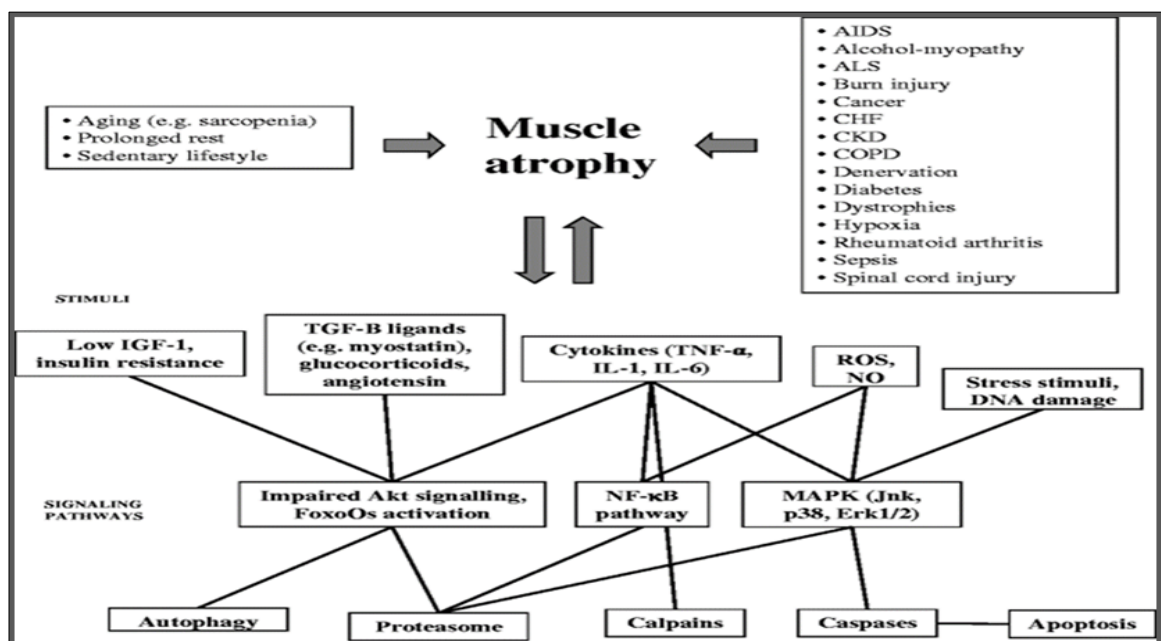 • Aging (e.g. sarcopenia)
• Prolonged rest
• Sedentary lifestyle
Muscle
atrophy
• AIDS
• Alcohol-myopathy
• ALS
• Burn injury
• Cancer
• CHF
• CKD
• COPD
• Denervation
• Diabetes
• Dystrophies
• Hypoxia
• Rheumatoid arthritis
• Sepsis
• Spinal cord injury
STIMULI
Low IGF-1,
insulin resistance
TGF-B ligands
(e.g. myostatin),
glucocorticoids,
angiotensin
Cytokines (TNF-α,
IL-1, IL-6)
ROS,
NO
Stress stimuli,
DNA damage
SIGNALING
PATHWAYS
Impaired Akt signalling,
FoxoOs activation
NF-κB
pathway
MAPK (Jnk,
p38, Erk1/2)
Autophagy
Proteasome
Calpains
Caspases
Apoptosis